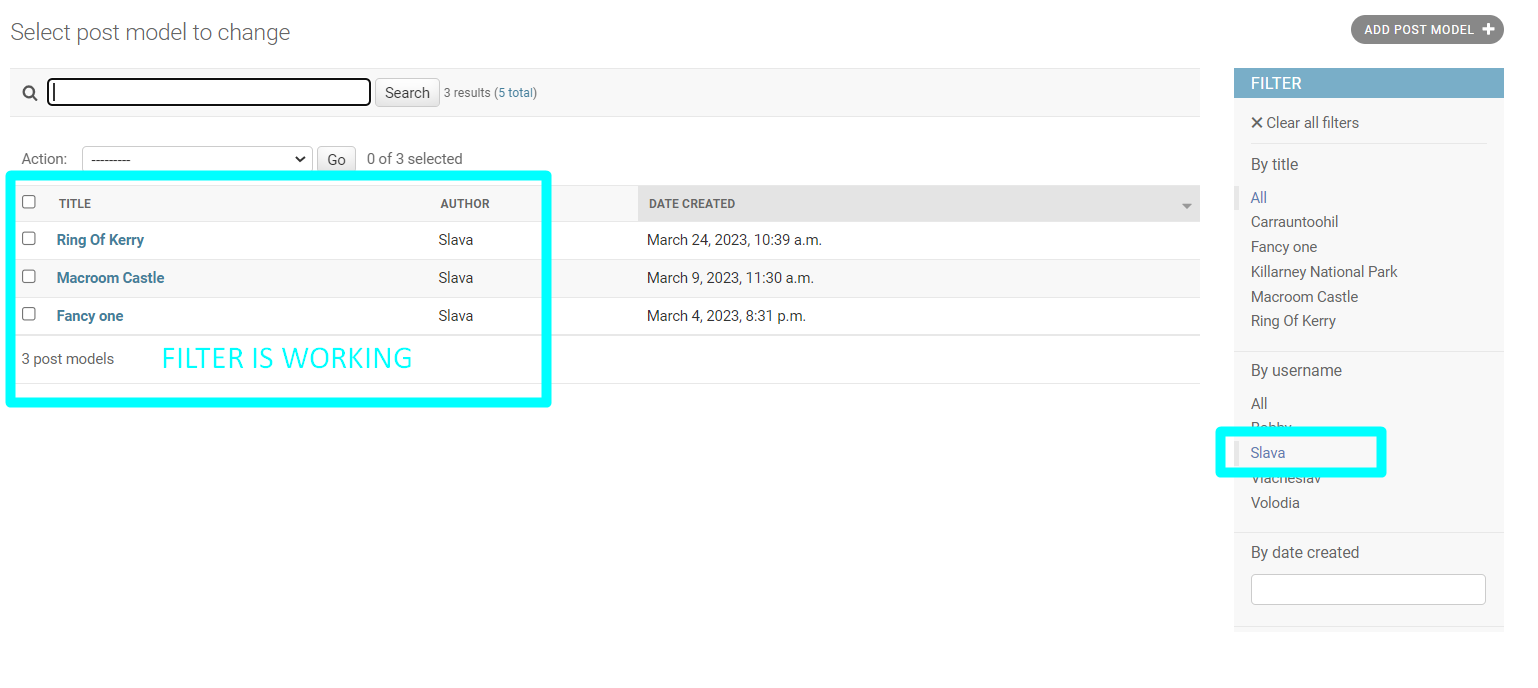 Select post model to change
ADD POST MODEL
Search 3 results (5 total)
Action: --------- Go 0 of 3 selected
TITLE AUTHOR DATE CREATED
Ring Of Kerry Slava March 24, 2023, 10:39 a.m.
Macroom Castle Slava March 9, 2023, 11:30 a.m.
Fancy one Slava March 4, 2023, 8:31 p.m.
3 post models FILTER IS WORKING
FILTER
Clear all filters
By title
All
Carrauntoohil
Fancy one
Killarney National Park
Macroom Castle
Ring Of Kerry
By username
All
Bobby
Slava
Viacheslav
Volodia
By date created